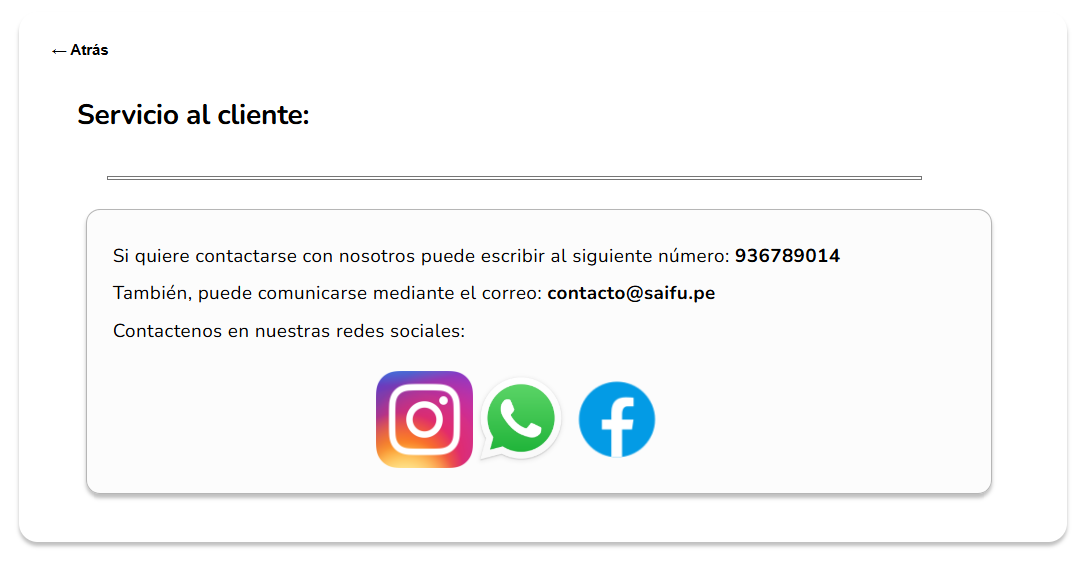 ← Atrás
Servicio al cliente:
Si quiere contactarse con nosotros puede escribir al siguiente número: 936789014
También, puede comunicarse mediante el correo: contacto@saifu.pe
Contactenos en nuestras redes sociales: